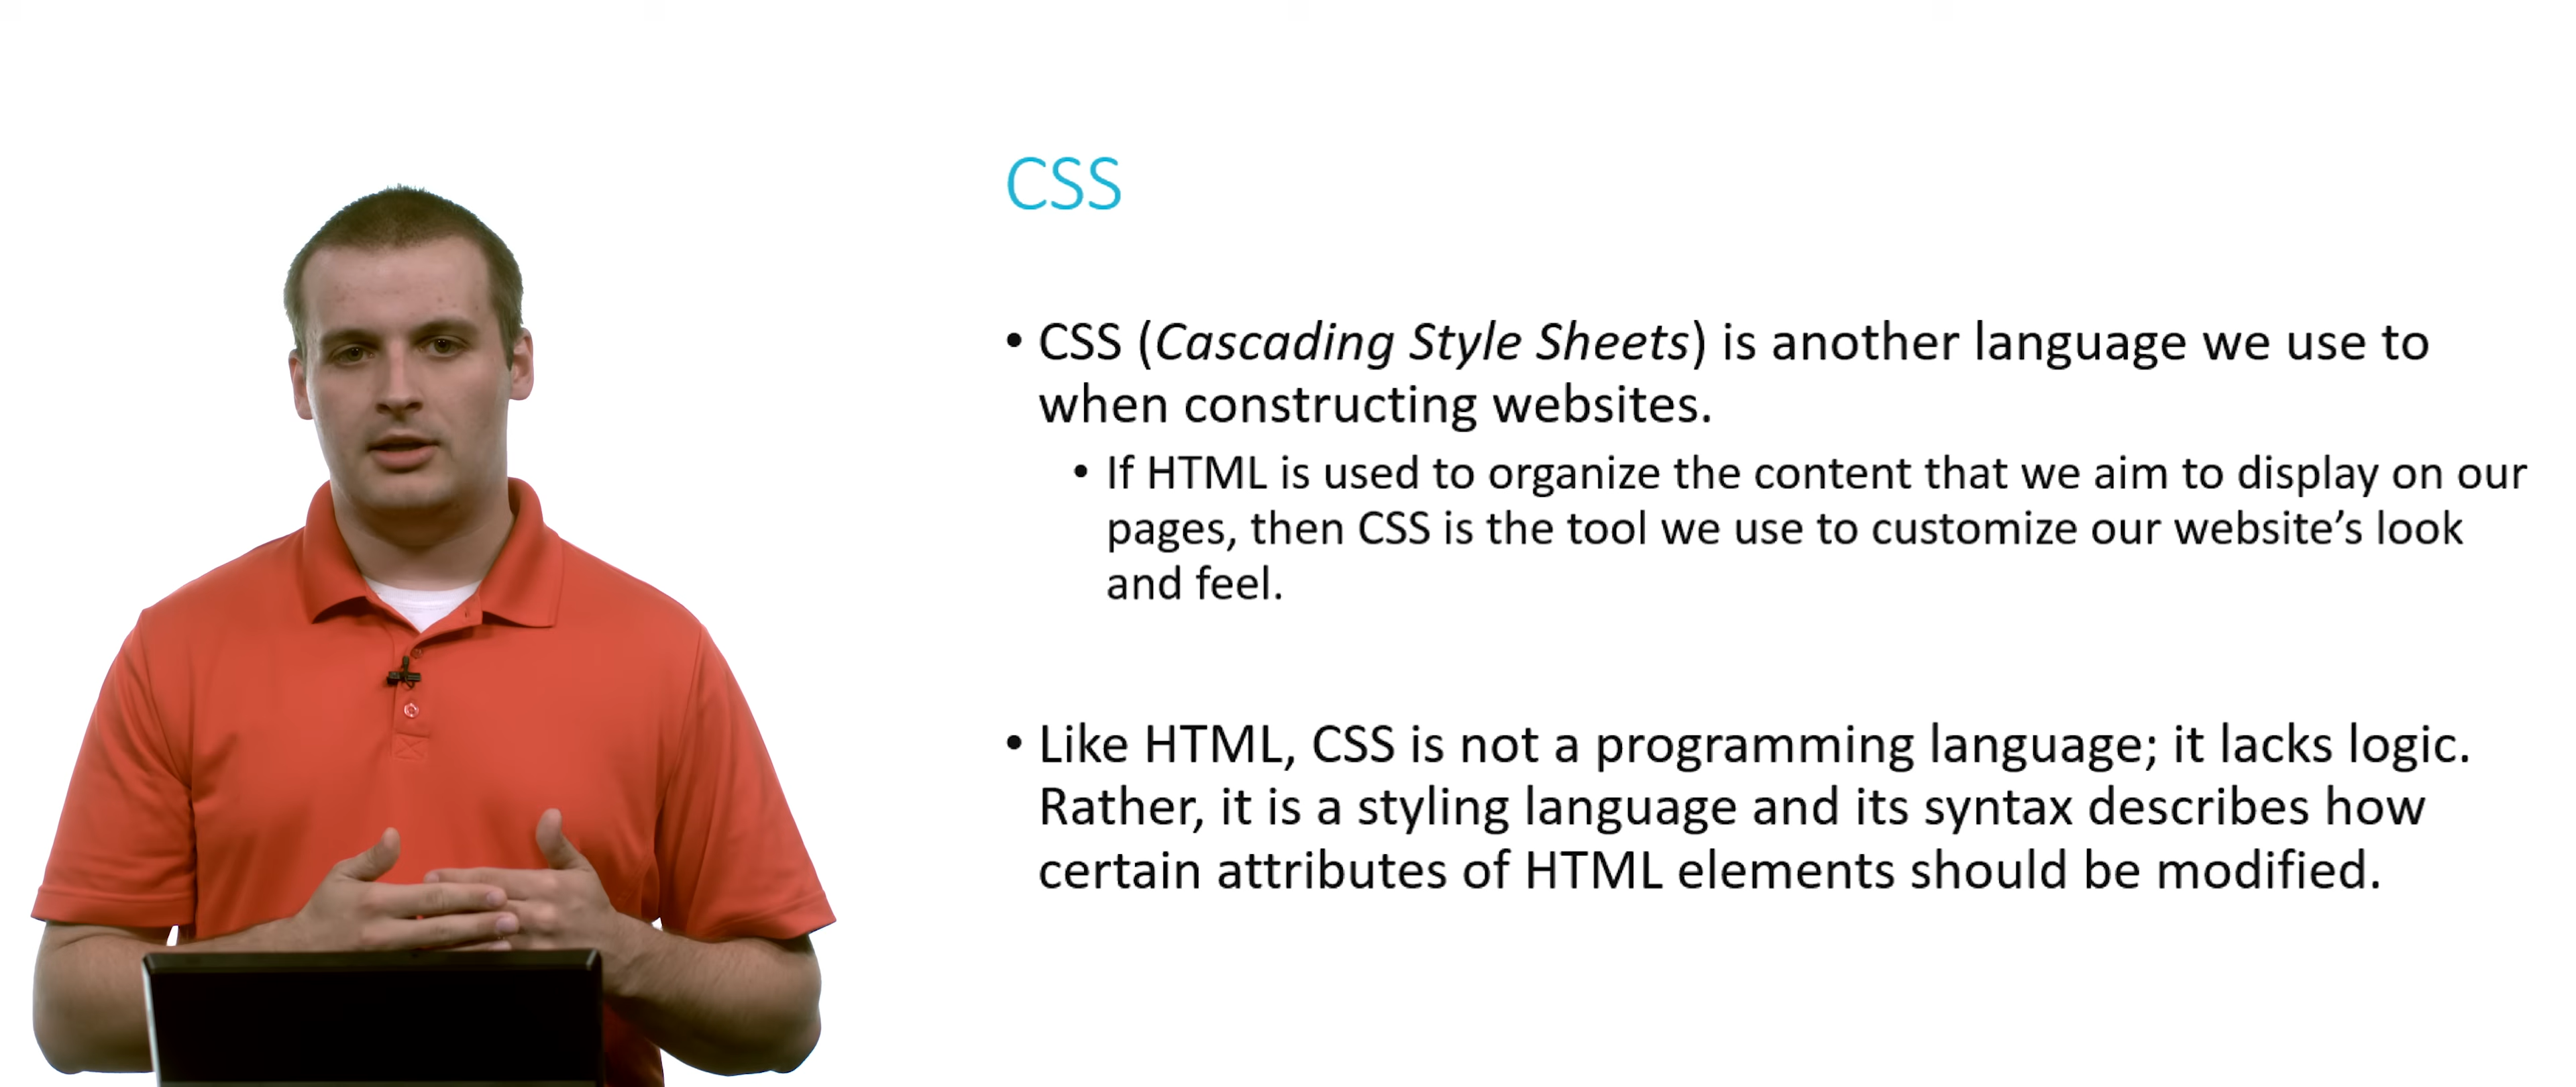 CSS
• CSS (Cascading Style Sheets) is another language we use to
when constructing websites.
• If HTML is used to organize the content that we aim to display on our
pages, then CSS is the tool we use to customize our website’s look
and feel.
• Like HTML, CSS is not a programming language; it lacks logic.
Rather, it is a styling language and its syntax describes how
certain attributes of HTML elements should be modified.